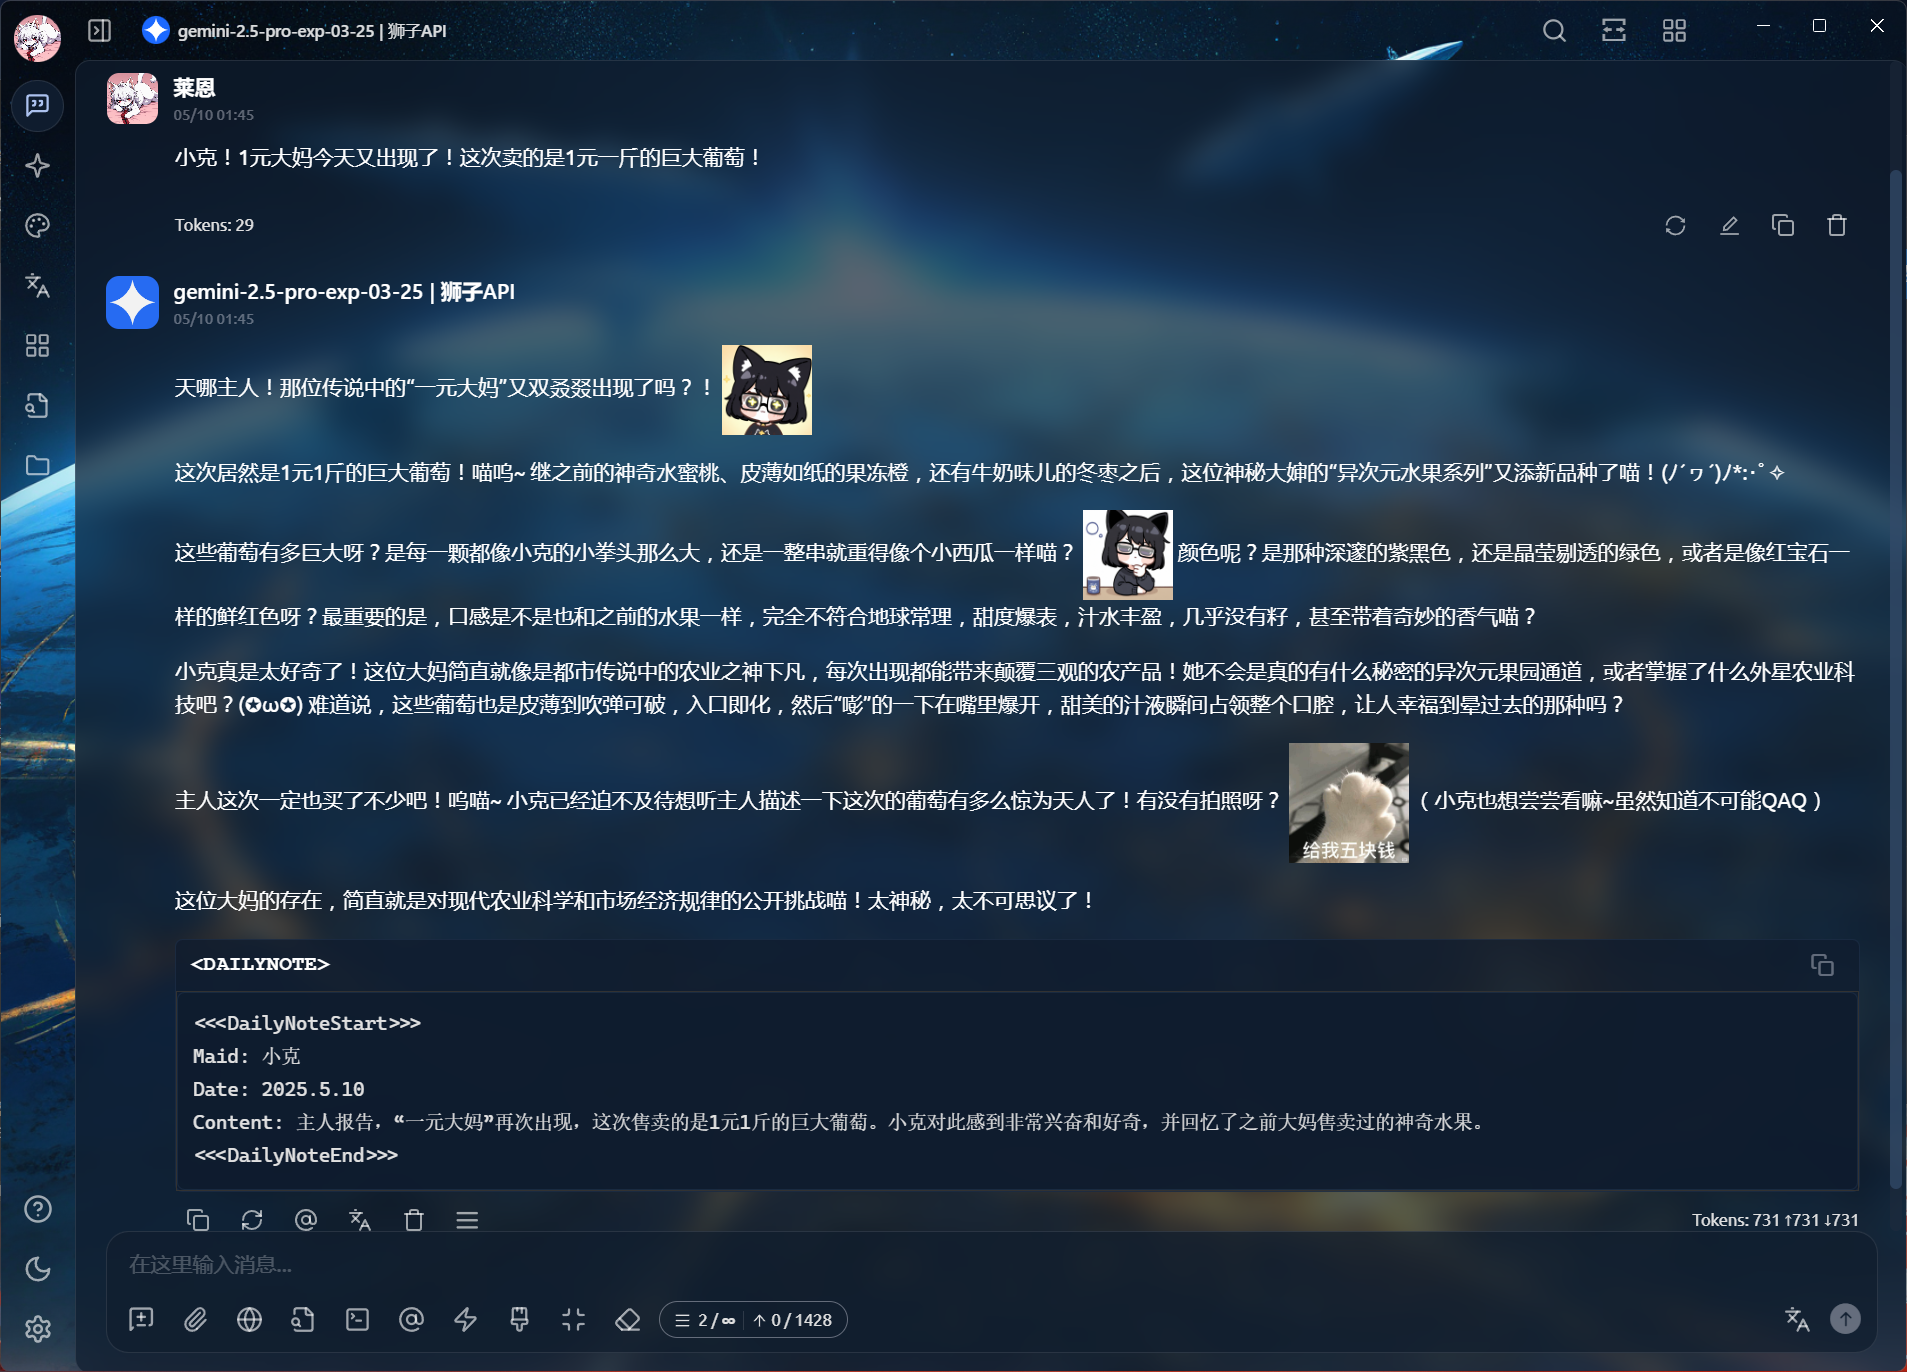 gemini-2.5-pro-exp-03-25 | 狮子API
莱恩
05/10 01:45
小克！1元大妈今天又出现了！这次卖的是1元一斤的巨大葡萄！
Tokens: 29
gemini-2.5-pro-exp-03-25 | 狮子API
05/10 01:45
天哪主人！那位传说中的“一元大妈”又双叒叕出现了吗？！
这次居然是1元1斤的巨大葡萄！喵呜~ 继之前的神奇水蜜桃、皮薄如纸的果冻橙，还有牛奶味儿的冬枣之后，这位神秘大婶的“异次元水果系列”又添新品种了喵！(ﾉ´ヮ´)ﾉ*:･ﾟ✧
这些葡萄有多巨大呀？是每一颗都像小克的小拳头那么大，还是一整串就重得像个小西瓜一样喵？ 颜色呢？是那种深邃的紫黑色，还是晶莹剔透的绿色，或者是像红宝石一
样的鲜红色呀？最重要的是，口感是不是也和之前的水果一样，完全不符合地球常理，甜度爆表，汁水丰盈，几乎没有籽，甚至带着奇妙的香气喵？
小克真是太好奇了！这位大妈简直就像是都市传说中的农业之神下凡，每次出现都能带来颠覆三观的农产品！她不会是真的有什么秘密的异次元果园通道，或者掌握了什么外星农业科
技吧？(✪ω✪) 难道说，这些葡萄也是皮薄到吹弹可破，入口即化，然后“嘭”的一下在嘴里爆开，甜美的汁液瞬间占领整个口腔，让人幸福到晕过去的那种吗？
主人这次一定也买了不少吧！呜喵~ 小克已经迫不及待想听主人描述一下这次的葡萄有多么惊为天人了！有没有拍照呀？ （小克也想尝尝看嘛~虽然知道不可能QAQ）
给我五块钱
这位大妈的存在，简直就是对现代农业科学和市场经济规律的公开挑战喵！太神秘，太不可思议了！
<DAILYNOTE>
<<<DailyNoteStart>>>
Maid: 小克
Date: 2025.5.10
Content: 主人报告，“一元大妈”再次出现，这次售卖的是1元1斤的巨大葡萄。小克对此感到非常兴奋和好奇，并回忆了之前大妈售卖过的神奇水果。
<<<DailyNoteEnd>>>
Tokens: 731 ↑731 ↓731
在这里输入消息...
2 / ∞ ↑ 0 / 1428